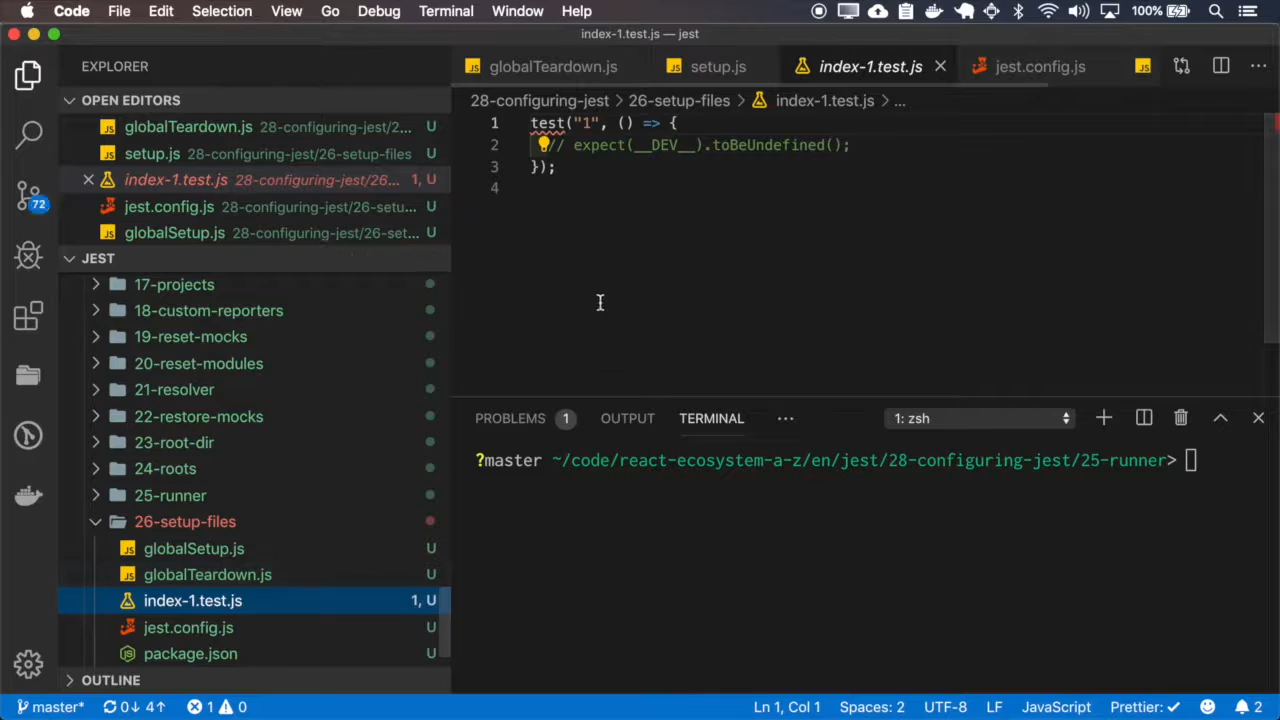 Code File Edit Selection View Go Debug Terminal Window Help 100%
index-1.test.js — jest
EXPLORER
globalTeardown.js setup.js index-1.test.js jest.config.js JS
OPEN EDITORS
28-configuring-jest > 26-setup-files > index-1.test.js > ...
JS globalTeardown.js 28-configuring-jest/2... U
JS setup.js 28-configuring-jest/26-setup-files U
index-1.test.js 28-configuring-jest/26... 1, U
jest.config.js 28-configuring-jest/26-setu... U
JS globalSetup.js 28-configuring-jest/26-set... U
72
1 test("1", () => {
2 // expect(__DEV__).toBeUndefined();
3 });
4
JEST
17-projects
18-custom-reporters
19-reset-mocks
20-reset-modules
21-resolver
22-restore-mocks
23-root-dir
24-roots
25-runner
26-setup-files
JS globalSetup.js U
JS globalTeardown.js U
index-1.test.js 1, U
jest.config.js U
package.json U
OUTLINE
PROBLEMS 1 OUTPUT TERMINAL ... 1: zsh
?master ~/code/react-ecosystem-a-z/en/jest/28-configuring-jest/25-runner>
master* 0↓ 4↑ 1 0 Ln 1, Col 1 Spaces: 2 UTF-8 LF JavaScript Prettier: ✓ 2